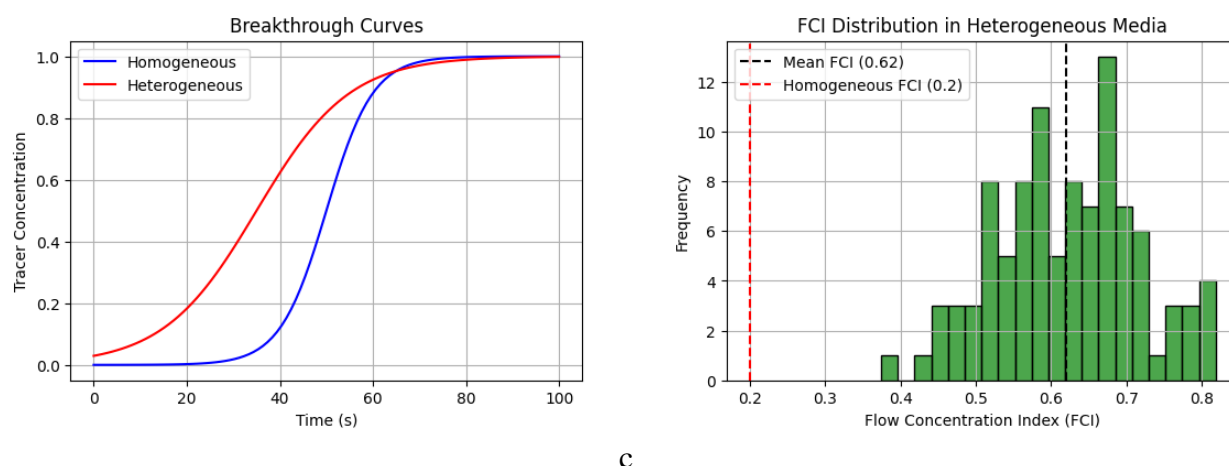 Breakthrough Curves
Homogeneous
Heterogeneous
1.0
0.8
0.6
0.4
0.2
0.0
Tracer Concentration
0 20 40 60 80 100
Time (s)
FCI Distribution in Heterogeneous Media
Mean FCI (0.62)
Homogeneous FCI (0.2)
12
10
8
6
4
2
0
Frequency
0.2 0.3 0.4 0.5 0.6 0.7 0.8
Flow Concentration Index (FCI)
c